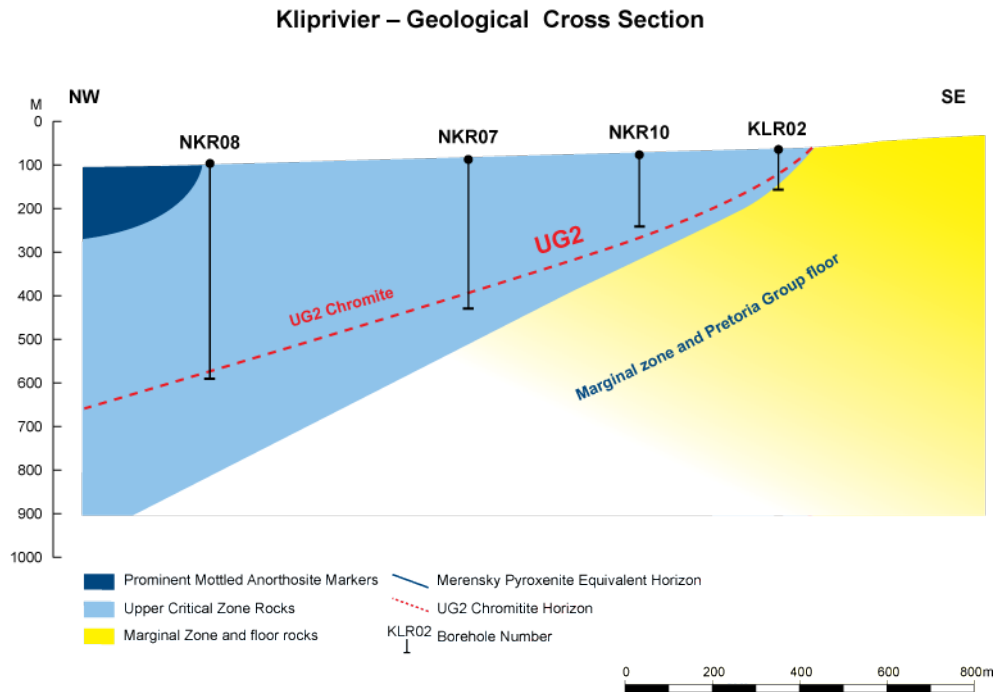 Kliprivier – Geological Cross Section
NW
SE
M
0
100
200
300
400
500
600
700
800
900
1000
NKR08
NKR07
NKR10
KLR02
UG2
UG2 Chromite
Marginal zone and Pretoria Group floor
Prominent Mottled Anorthosite Markers
Upper Critical Zone Rocks
Marginal Zone and floor rocks
Merensky Pyroxenite Equivalent Horizon
UG2 Chromitite Horizon
KLR02 Borehole Number
0 200 400 600 800m